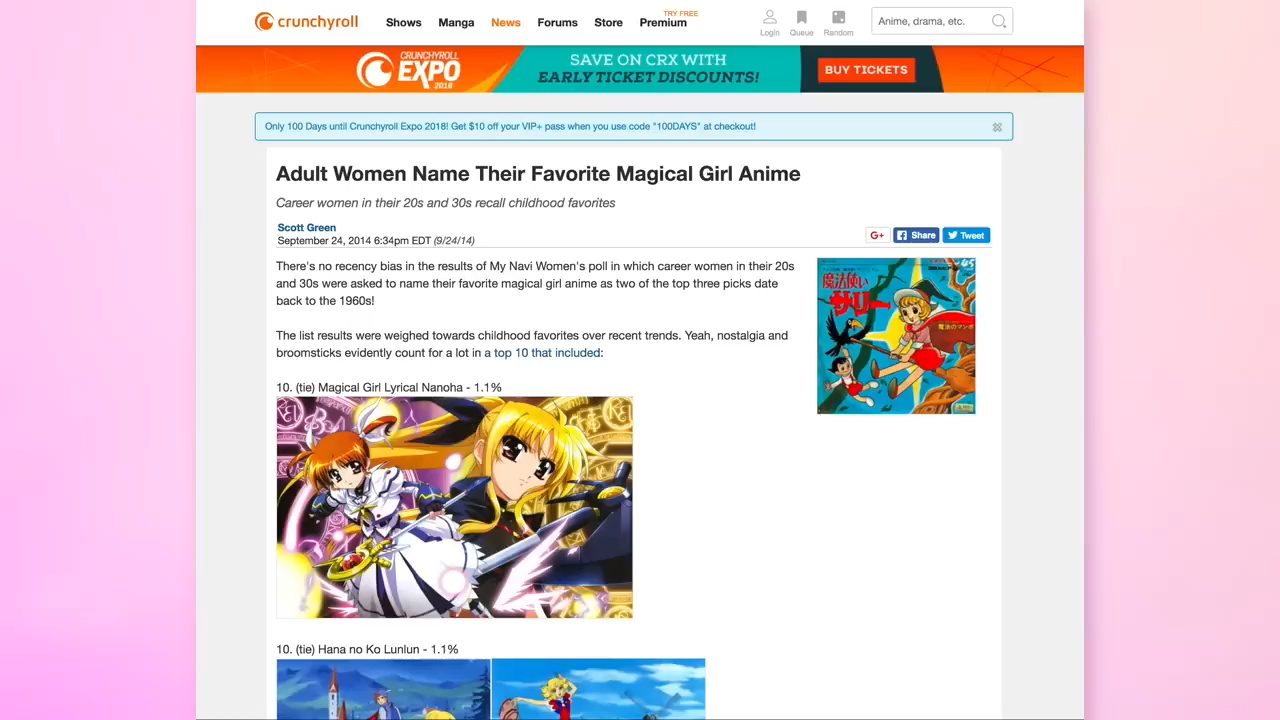 crunchyroll
Shows
Manga
News
Forums
Store
TRY FREE
Premium
Login
Queue
Random
Anime, drama, etc.
CRUNCHYROLL
EXPO
2018
SAVE ON CRX WITH
EARLY TICKET DISCOUNTS!
BUY TICKETS
Only 100 Days until Crunchyroll Expo 2018! Get $10 off your VIP+ pass when you use code "100DAYS" at checkout!
Adult Women Name Their Favorite Magical Girl Anime
Career women in their 20s and 30s recall childhood favorites
Scott Green
September 24, 2014 6:34pm EDT (9/24/14)
G+
Share
Tweet
There's no recency bias in the results of My Navi Women's poll in which career women in their 20s
and 30s were asked to name their favorite magical girl anime as two of the top three picks date
back to the 1960s!
魔法使い
サリー
魔法のマンボ
The list results were weighed towards childhood favorites over recent trends. Yeah, nostalgia and
broomsticks evidently count for a lot in a top 10 that included:
10. (tie) Magical Girl Lyrical Nanoha - 1.1%
10. (tie) Hana no Ko Lunlun - 1.1%